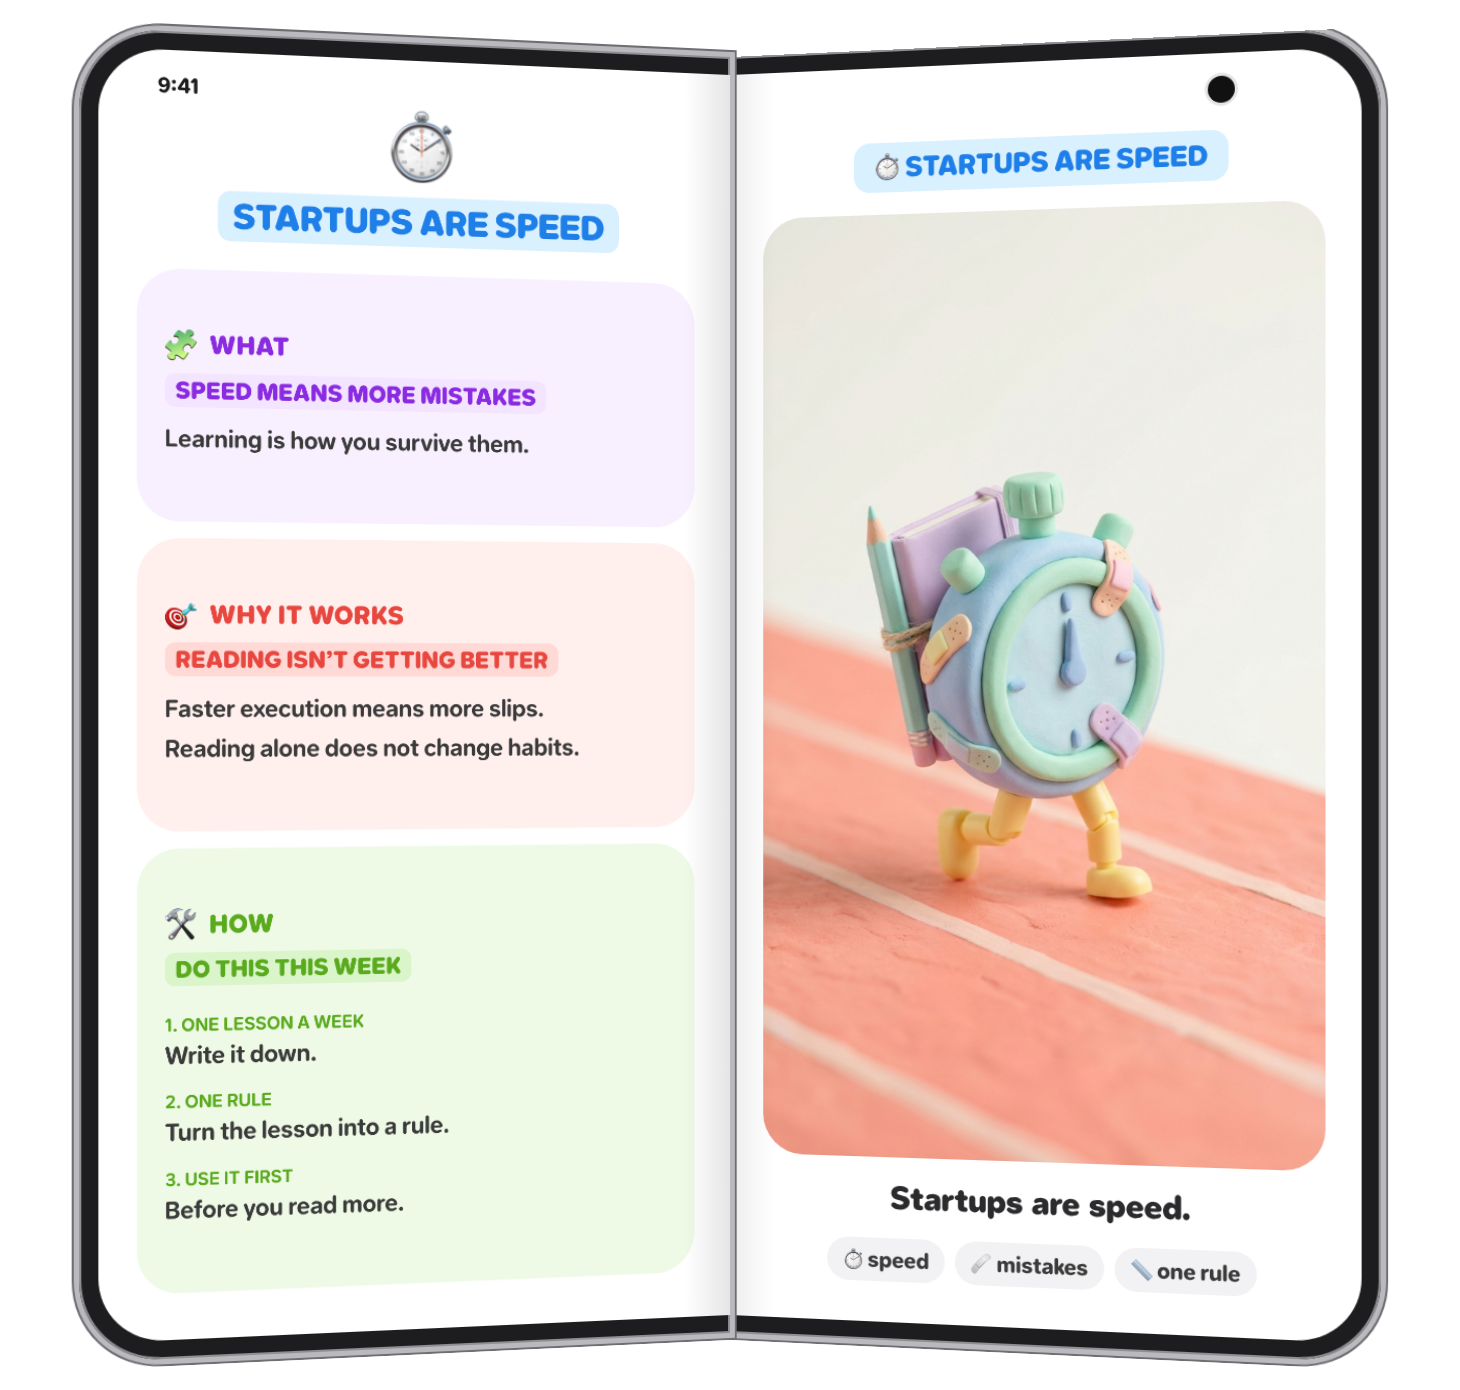 9:41
STARTUPS ARE SPEED
WHAT
SPEED MEANS MORE MISTAKES
Learning is how you survive them.
WHY IT WORKS
READING ISN'T GETTING BETTER
Faster execution means more slips.
Reading alone does not change habits.
HOW
DO THIS THIS WEEK
1. ONE LESSON A WEEK
Write it down.
2. ONE RULE
Turn the lesson into a rule.
3. USE IT FIRST
Before you read more.
STARTUPS ARE SPEED
Startups are speed.
speed
mistakes
one rule